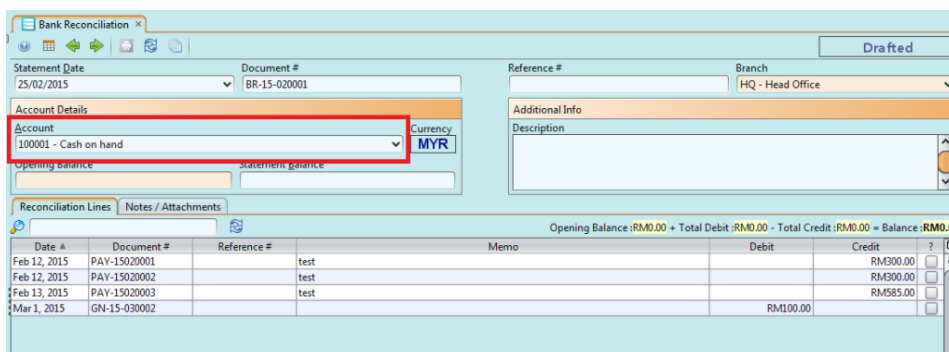 Bank Reconciliation
Drafted
Statement Date Document # Reference # Branch
25/02/2015 BR-15-020001 HQ - Head Office
Account Details Additional Info
Account Currency Description
100001 - Cash on hand MYR
Opening Balance Statement Balance
Reconciliation Lines Notes / Attachments
Opening Balance :RM0.00 + Total Debit :RM0.00 - Total Credit :RM0.00 = Balance :RM0.
Date Document # Reference # Memo Debit Credit ?
Feb 12, 2015 PAY-15020001 test RM300.00
Feb 12, 2015 PAY-15020002 test RM300.00
Feb 13, 2015 PAY-15020003 test RM585.00
Mar 1, 2015 GN-15-030002 RM100.00